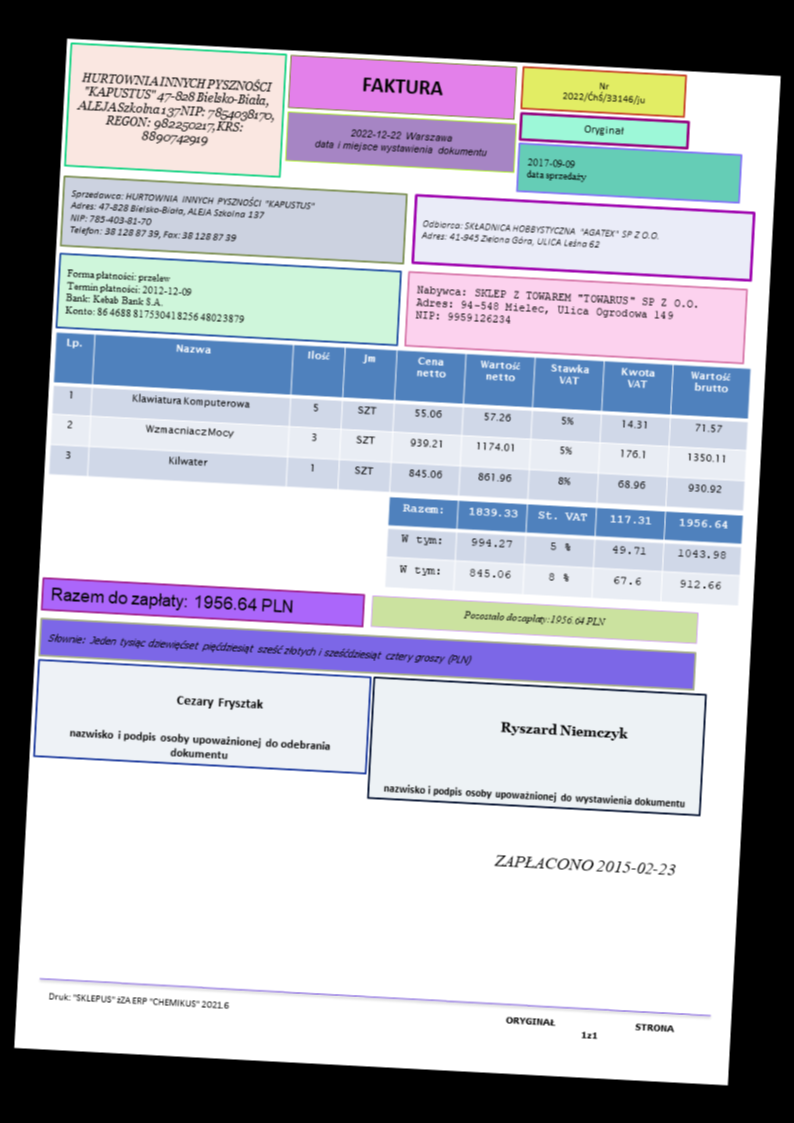 HURTOWNIA INNYCH PYSZNOŚCI
"KAPUSTUS" 47-828 Bielsko-Biała,
ALEJA Szkolna 137 NIP: 7854038170,
REGON: 982250217, KRS:
8890742919
FAKTURA
2022-12-22 Warszawa
data i miejsce wystawienia dokumentu
Nr
2022/ĆhŚ/33146/ju
Oryginał
2017-09-09
data sprzedaży
Sprzedawca: HURTOWNIA INNYCH PYSZNOŚCI "KAPUSTUS"
Adres: 47-828 Bielsko-Biała, ALEJA Szkolna 137
NIP: 785-403-81-70
Telefon: 38 128 87 39, Fax: 38 128 87 39
Odbiorca: SKŁADNICA HOBBYSTYCZNA "AGATEX" SP Z O.O.
Adres: 41-945 Zielona Góra, ULICA Leśna 62
Forma płatności: przelew
Termin płatności: 2012-12-09
Bank: Kebab Bank S.A.
Konto: 86 4688 8175 3041 8256 4802 3879
Nabywca: SKLEP Z TOWAREM "TOWARUS" SP Z O.O.
Adres: 94-548 Mielec, Ulica Ogrodowa 149
NIP: 9959126234
Lp. Nazwa Ilość Jm Cena netto Wartość netto Stawka VAT Kwota VAT Wartość brutto
1 Klawiatura Komputerowa 5 SZT 55.06 57.26 5% 14.31 71.57
2 Wzmacniacz Mocy 3 SZT 939.21 1174.01 5% 176.1 1350.11
3 Kilwater 1 SZT 845.06 861.96 8% 68.96 930.92
Razem: 1839.33 St. VAT 117.31 1956.64
W tym: 994.27 5 % 49.71 1043.98
W tym: 845.06 8 % 67.6 912.66
Razem do zapłaty: 1956.64 PLN
Pozostało do zapłaty: 1956.64 PLN
Słownie: Jeden tysiąc dziewięćset pięćdziesiąt sześć złotych i sześćdziesiąt cztery groszy (PLN)
Cezary Frysztak
nazwisko i podpis osoby upoważnionej do odebrania
dokumentu
Ryszard Niemczyk
nazwisko i podpis osoby upoważnionej do wystawienia dokumentu
ZAPŁACONO 2015-02-23
Druk: "SKLEPUS" żZA ERP "CHEMIKUS" 2021.6
ORYGINAŁ STRONA
1z1